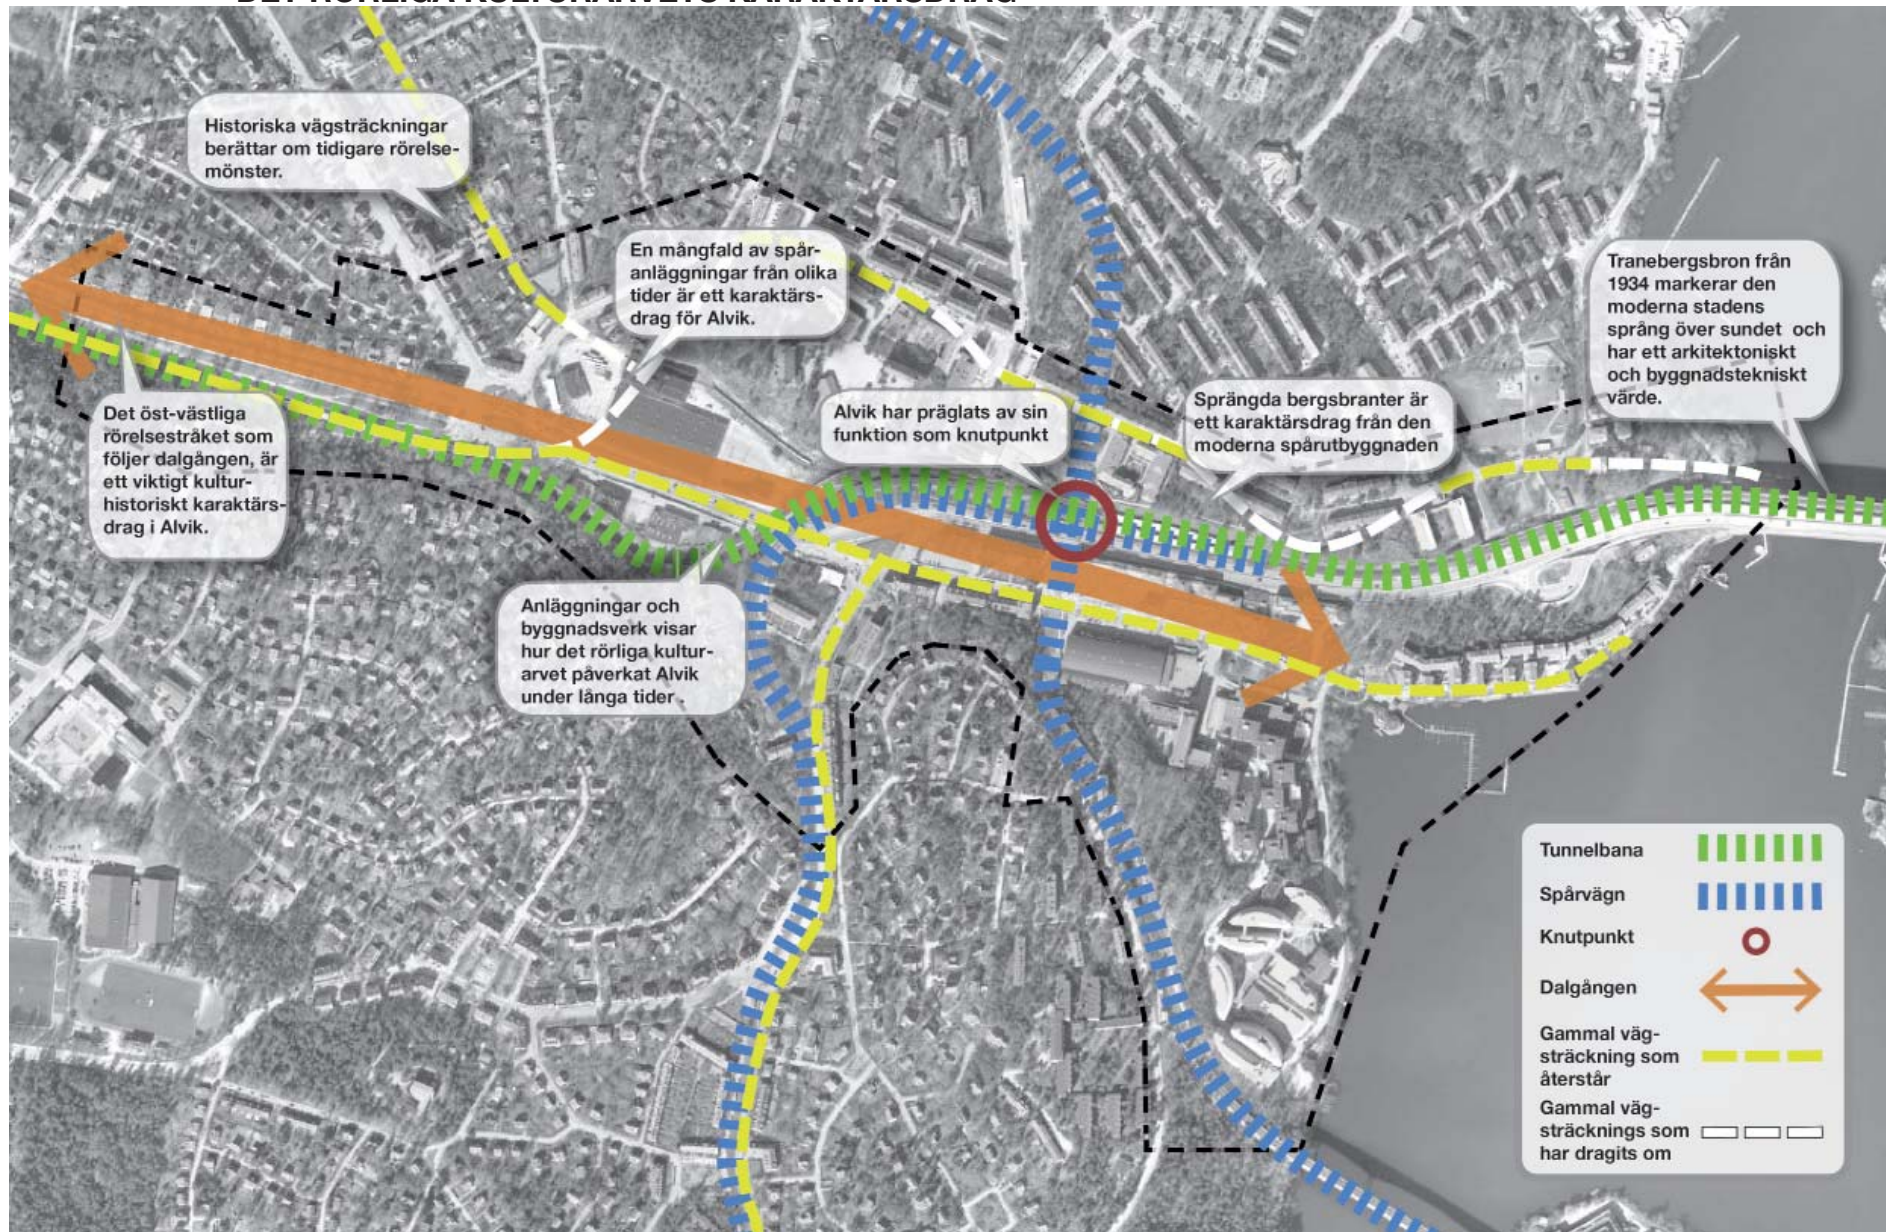 DET RÖRLIGA KULTURARVETS KARAKTÄRSDRAG
Historiska vägsträckningar
berättar om tidigare rörelse-
mönster.
En mångfald av spår-
anläggningar från olika
tider är ett karaktärs-
drag för Alvik.
Tranebergsbron från
1934 markerar den
moderna stadens
språng över sundet och
har ett arkitektoniskt
och byggnadstekniskt
värde.
Det öst-västliga
rörelsestråket som
följer dalgången, är
ett viktigt kultur-
historiskt karaktärs-
drag i Alvik.
Alvik har präglats av sin
funktion som knutpunkt
Sprängda bergsbranter är
ett karaktärsdrag från den
moderna spårutbyggnaden
Anläggningar och
byggnadsverk visar
hur det rörliga kultur-
arvet påverkat Alvik
under långa tider .
Tunnelbana
Spårvägn
Knutpunkt
Dalgången
Gammal väg-
sträckning som
återstår
Gammal väg-
sträcknings som
har dragits om